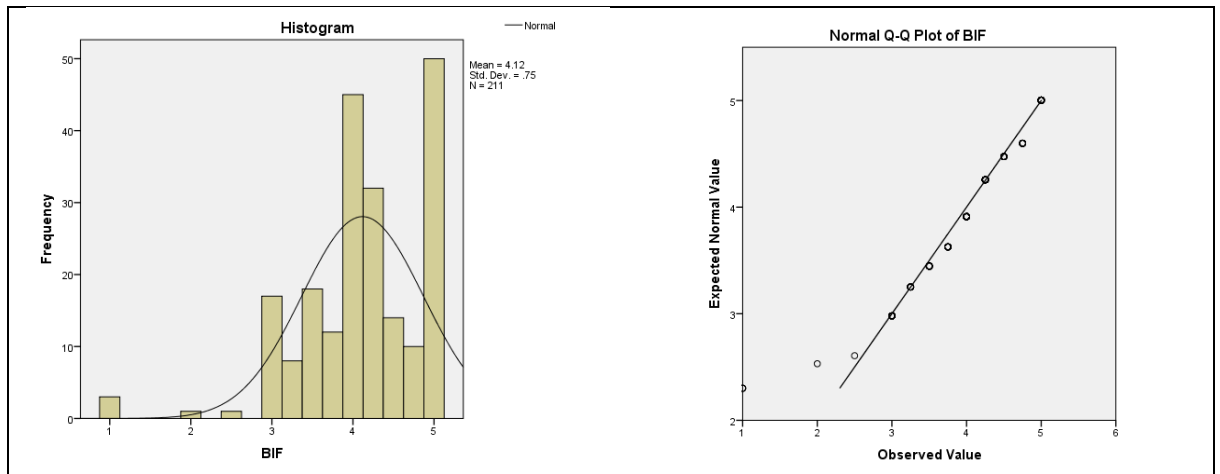 Histogram
Normal
Mean = 4.12
Std. Dev. = .75
N = 211
50
40
30
20
10
0
Frequency
1 2 3 4 5
BIF
Normal Q-Q Plot of BIF
5
4
3
2
Expected Normal Value
1 2 3 4 5 6
Observed Value